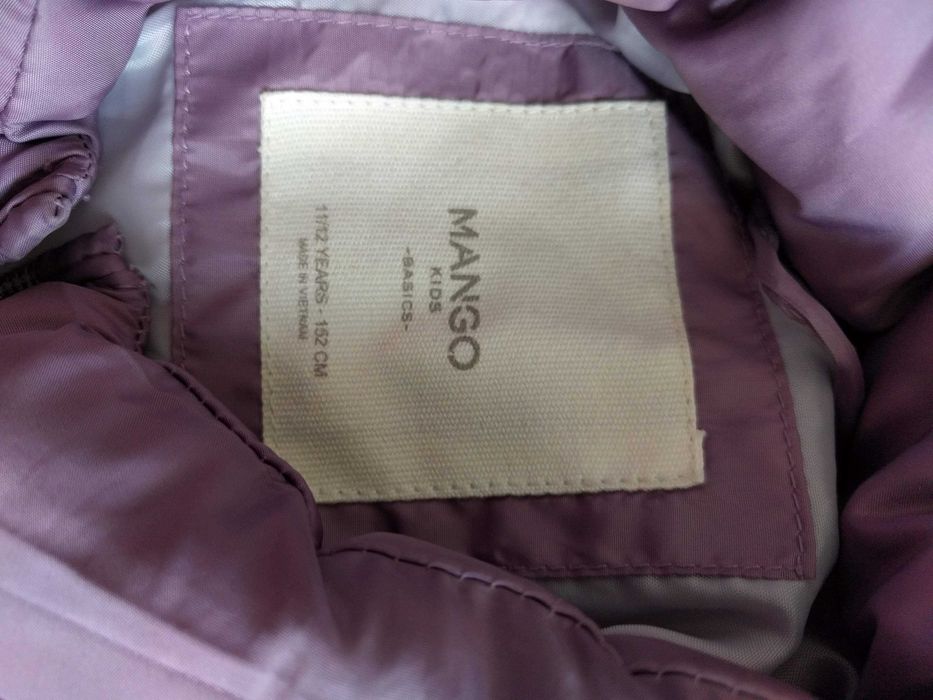 MANGO
KIDS
-BASICS-
11/12 YEARS - 152 CM
MADE IN VIETNAM